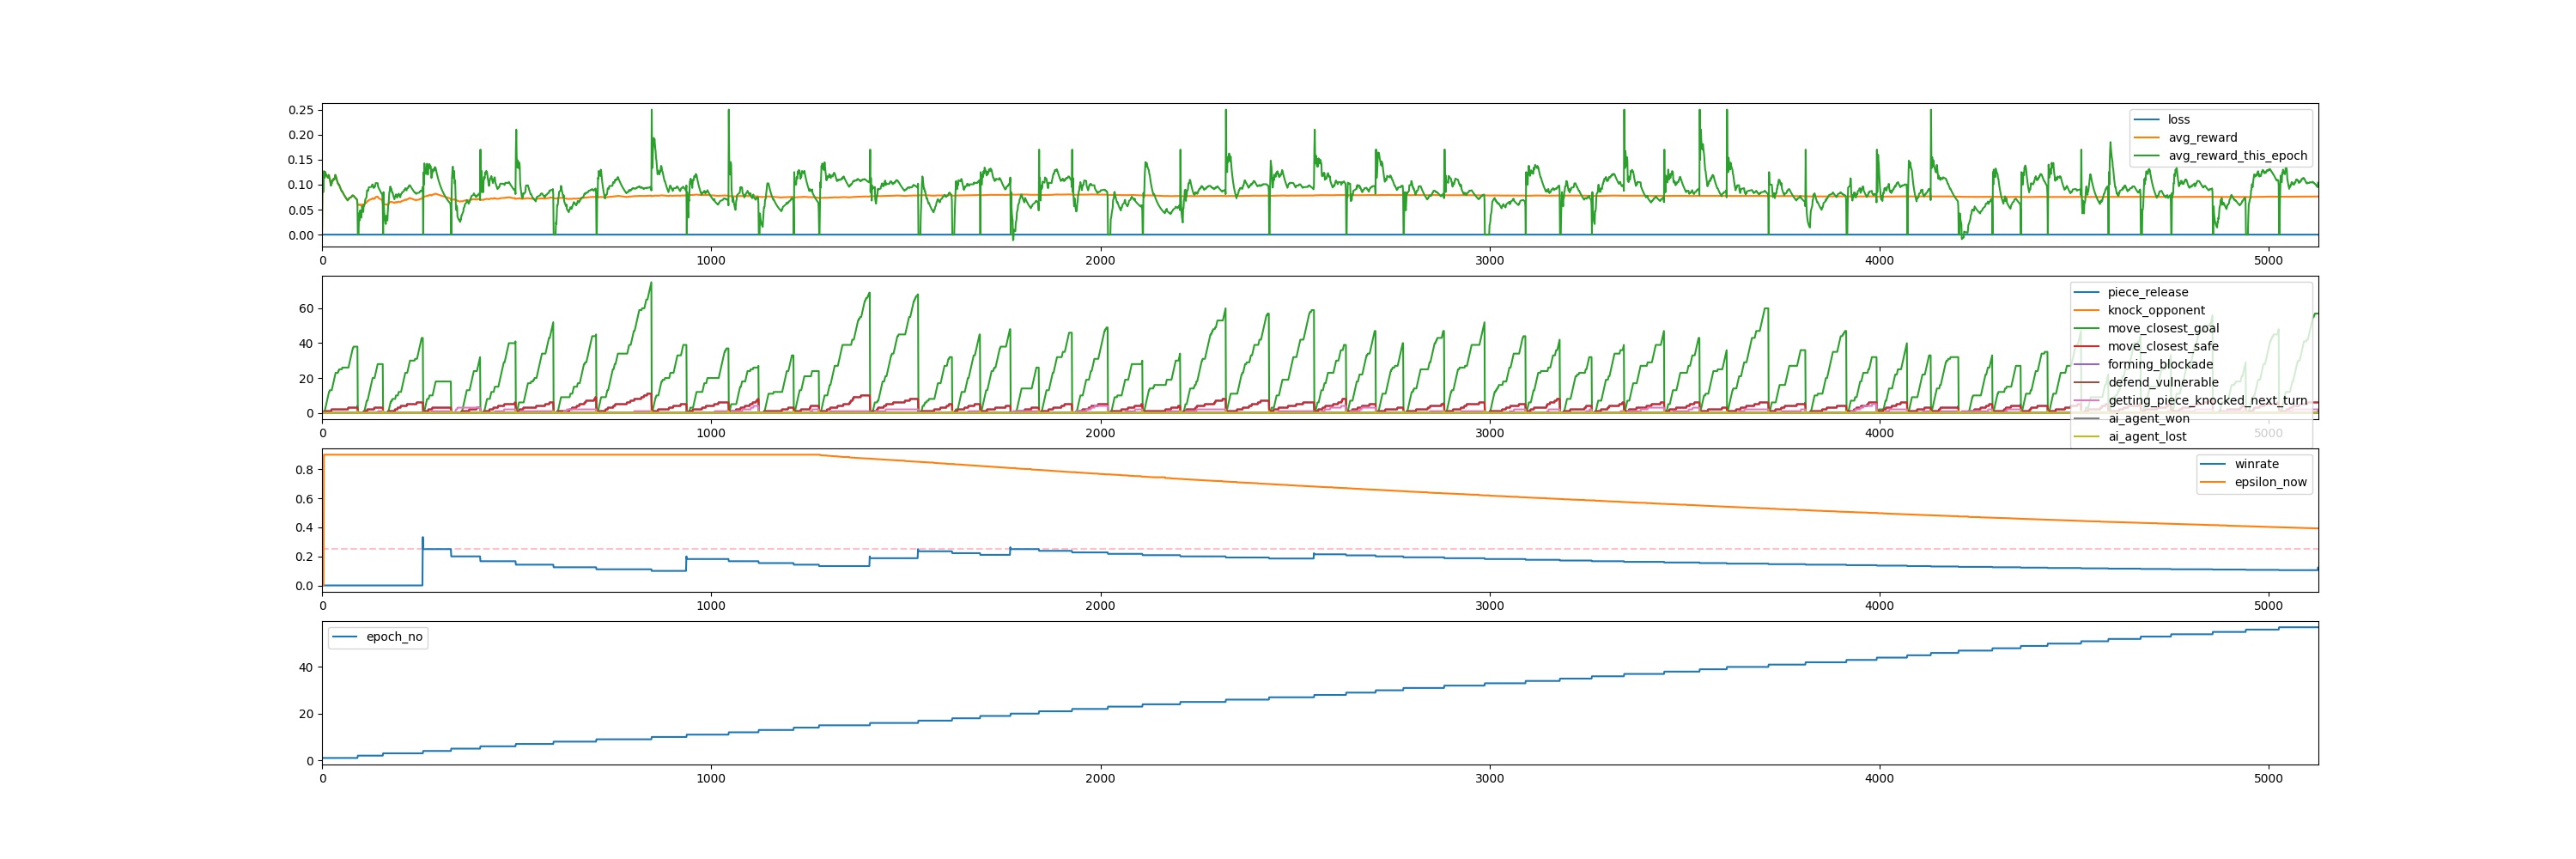 0.25
0.20
0.15
0.10
0.05
0.00
loss
avg_reward
avg_reward_this_epoch
0 1000 2000 3000 4000 5000
60
40
20
0
piece_release
knock_opponent
move_closest_goal
move_closest_safe
forming_blockade
defend_vulnerable
getting_piece_knocked_next_turn
ai_agent_won
ai_agent_lost
0 1000 2000 3000 4000 5000
0.8
0.6
0.4
0.2
0.0
winrate
epsilon_now
0 1000 2000 3000 4000 5000
epoch_no
40
20
0
0 1000 2000 3000 4000 5000